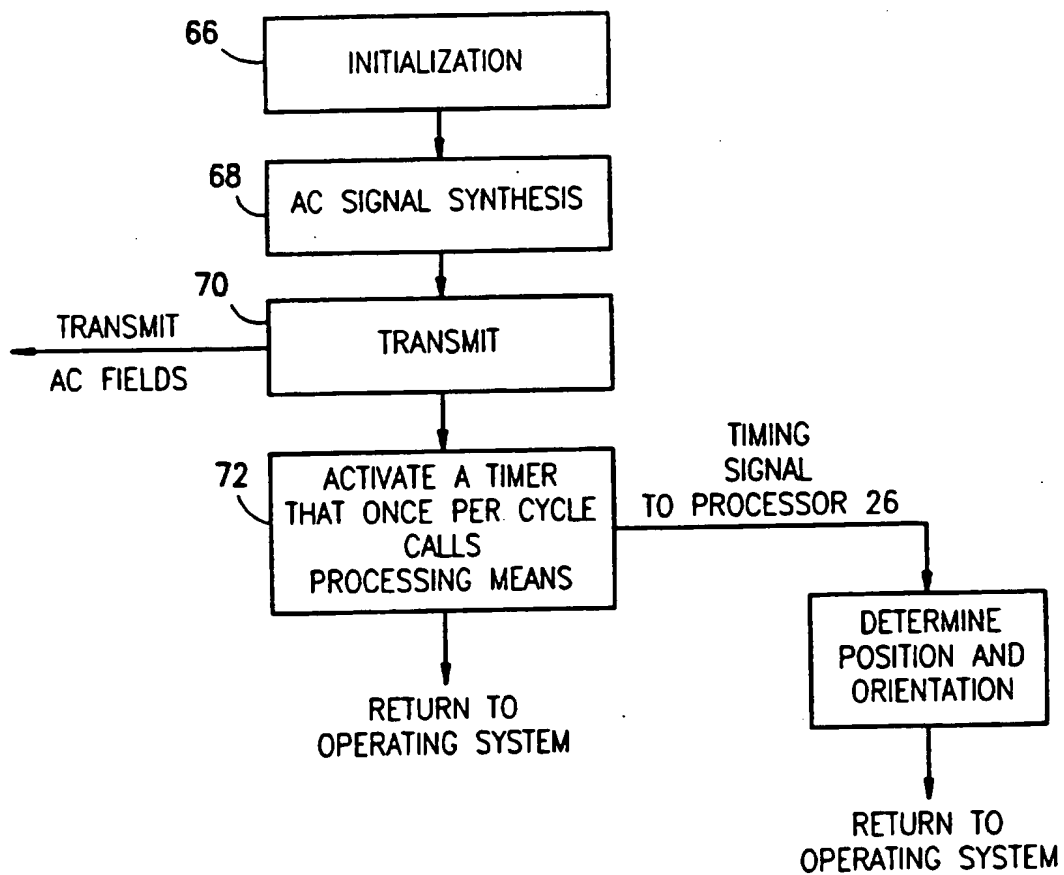 66
INITIALIZATION
68
AC SIGNAL SYNTHESIS
70
TRANSMIT
AC FIELDS
TRANSMIT
72
ACTIVATE A TIMER
THAT ONCE PER CYCLE
CALLS
PROCESSING MEANS
TIMING
SIGNAL
TO PROCESSOR 26
RETURN TO
OPERATING SYSTEM
DETERMINE
POSITION AND
ORIENTATION
RETURN TO
OPERATING SYSTEM